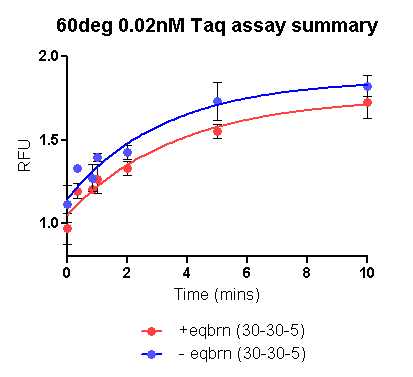 60deg 0.02nM Taq assay summary
2.0
1.5
1.0
RFU
0 2 4 6 8 10
Time (mins)
+eqbrn (30-30-5)
- eqbrn (30-30-5)